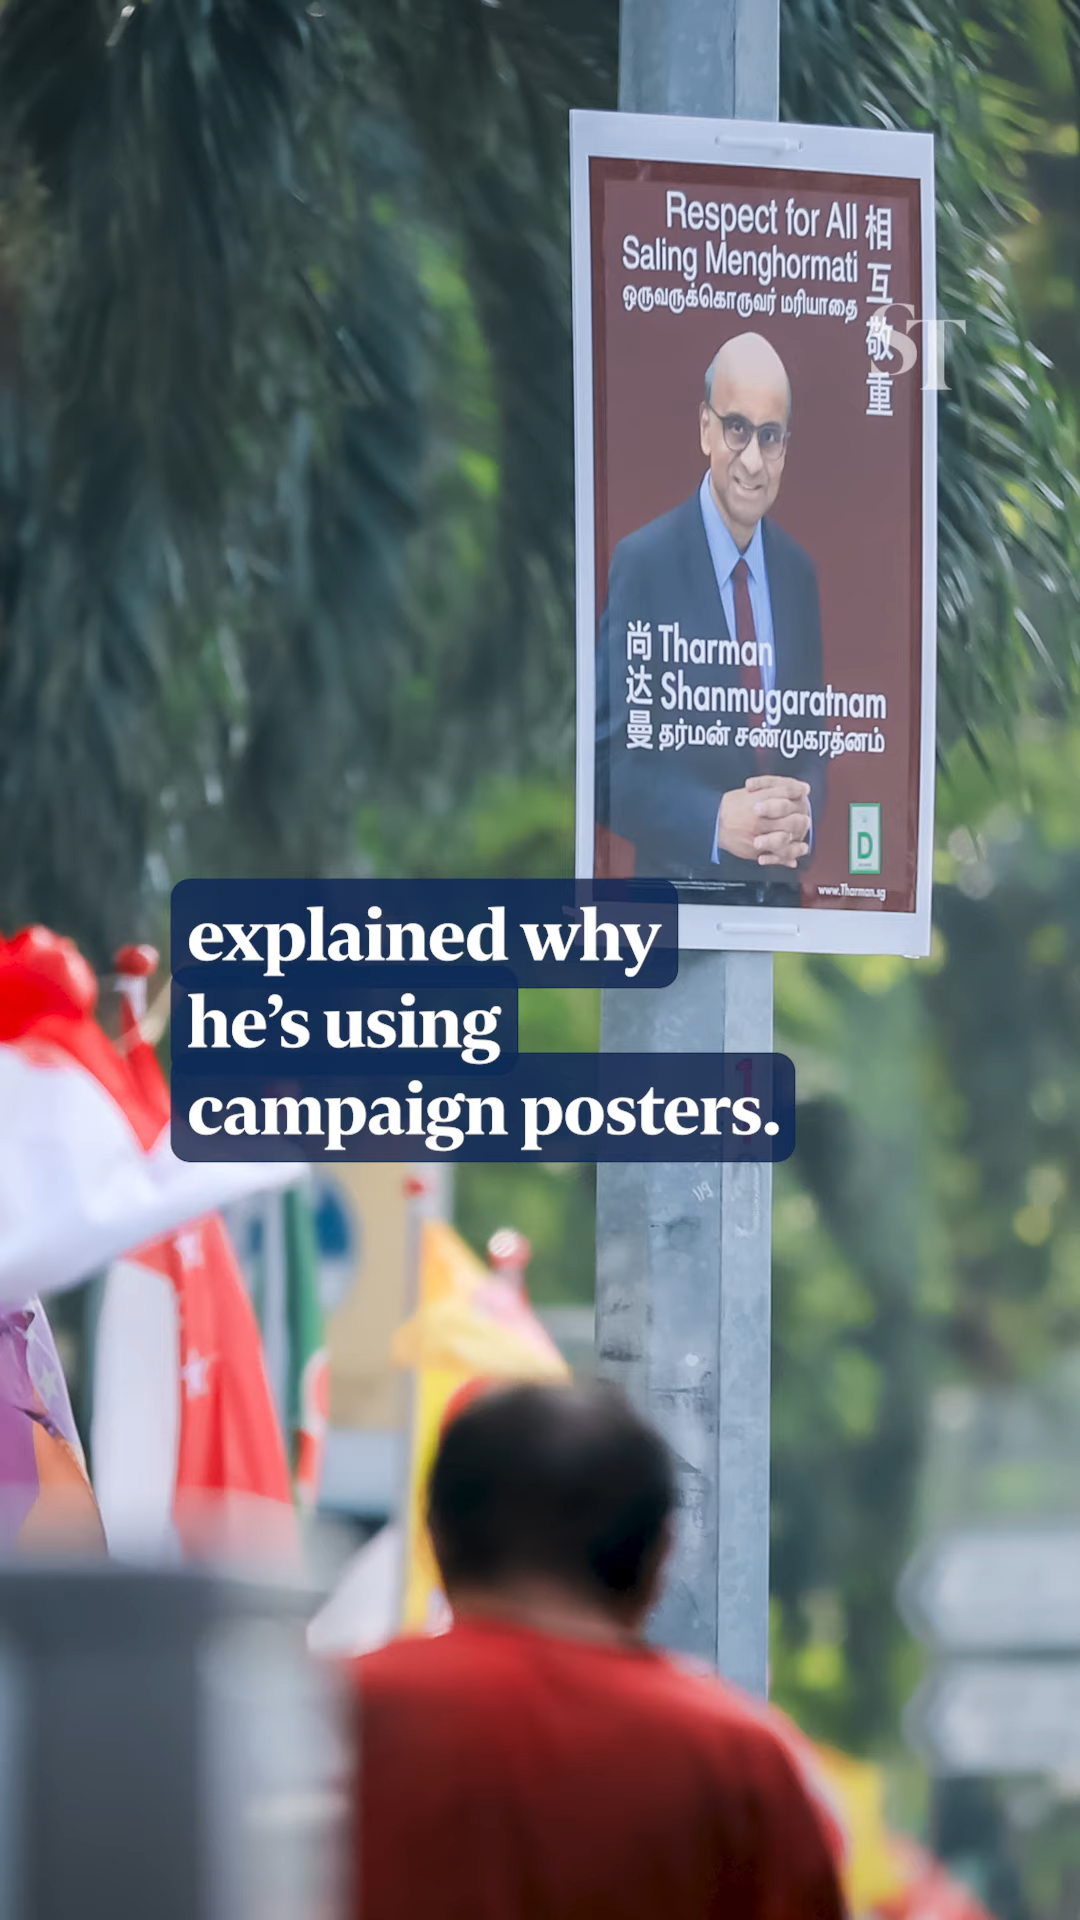 Respect for All
Saling Menghormati
ஒருவருக்கொருவர் மரியாதை
相互敬重
ST
尚达曼
Tharman
Shanmugaratnam
தர்மன் சண்முகரத்னம்
D
www.Tharman.sg
explained why
he’s using
campaign posters.
1